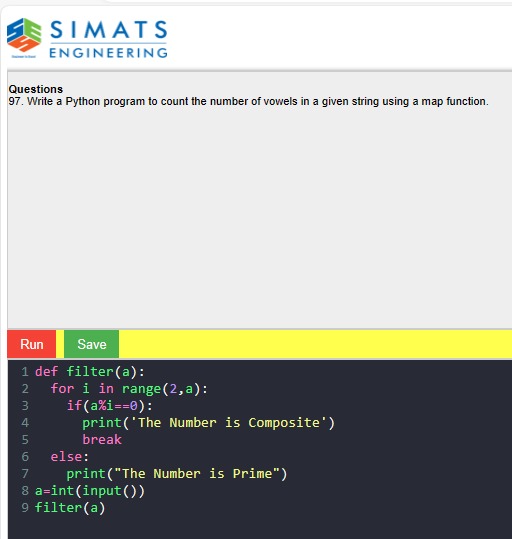 SIMATS
ENGINEERING
Questions
97. Write a Python program to count the number of vowels in a given string using a map function.
Run Save
1 def filter(a):
2   for i in range(2,a):
3     if(a%i==0):
4       print('The Number is Composite')
5       break
6   else:
7     print("The Number is Prime")
8 a=int(input())
9 filter(a)